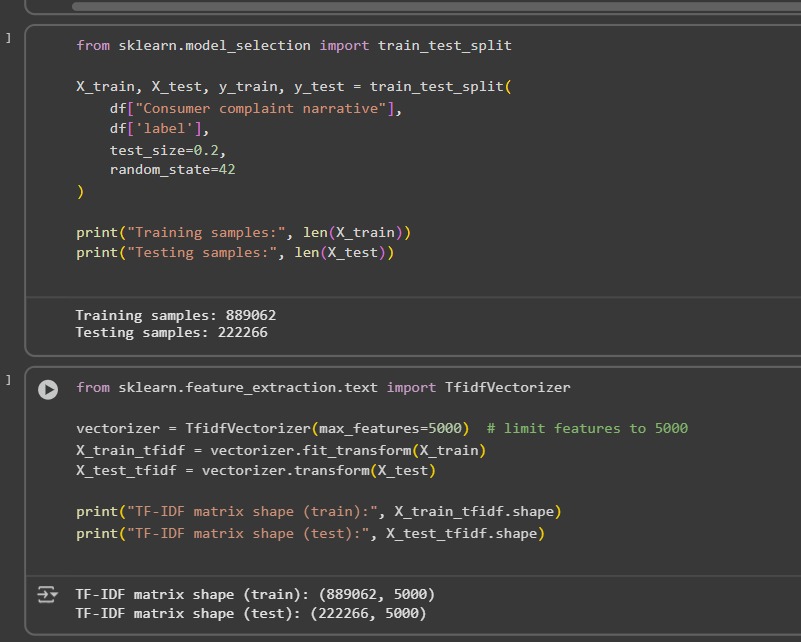 ]
from sklearn.model_selection import train_test_split
X_train, X_test, y_train, y_test = train_test_split(
    df["Consumer complaint narrative"],
    df['label'],
    test_size=0.2,
    random_state=42
)
print("Training samples:", len(X_train))
print("Testing samples:", len(X_test))
Training samples: 889062
Testing samples: 222266
]
from sklearn.feature_extraction.text import TfidfVectorizer
vectorizer = TfidfVectorizer(max_features=5000)  # limit features to 5000
X_train_tfidf = vectorizer.fit_transform(X_train)
X_test_tfidf = vectorizer.transform(X_test)
print("TF-IDF matrix shape (train):", X_train_tfidf.shape)
print("TF-IDF matrix shape (test):", X_test_tfidf.shape)
TF-IDF matrix shape (train): (889062, 5000)
TF-IDF matrix shape (test): (222266, 5000)